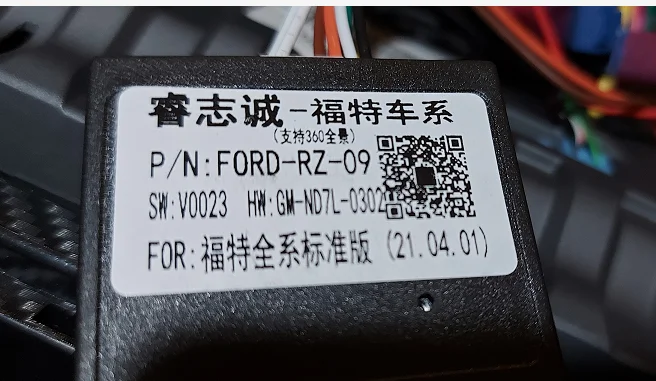 睿志诚-福特车系
(支持360全景)
P/N:FORD-RZ-09
SW:V0023 HW:GM-ND7L-0302
FOR:福特全系标准版 (21.04.01)